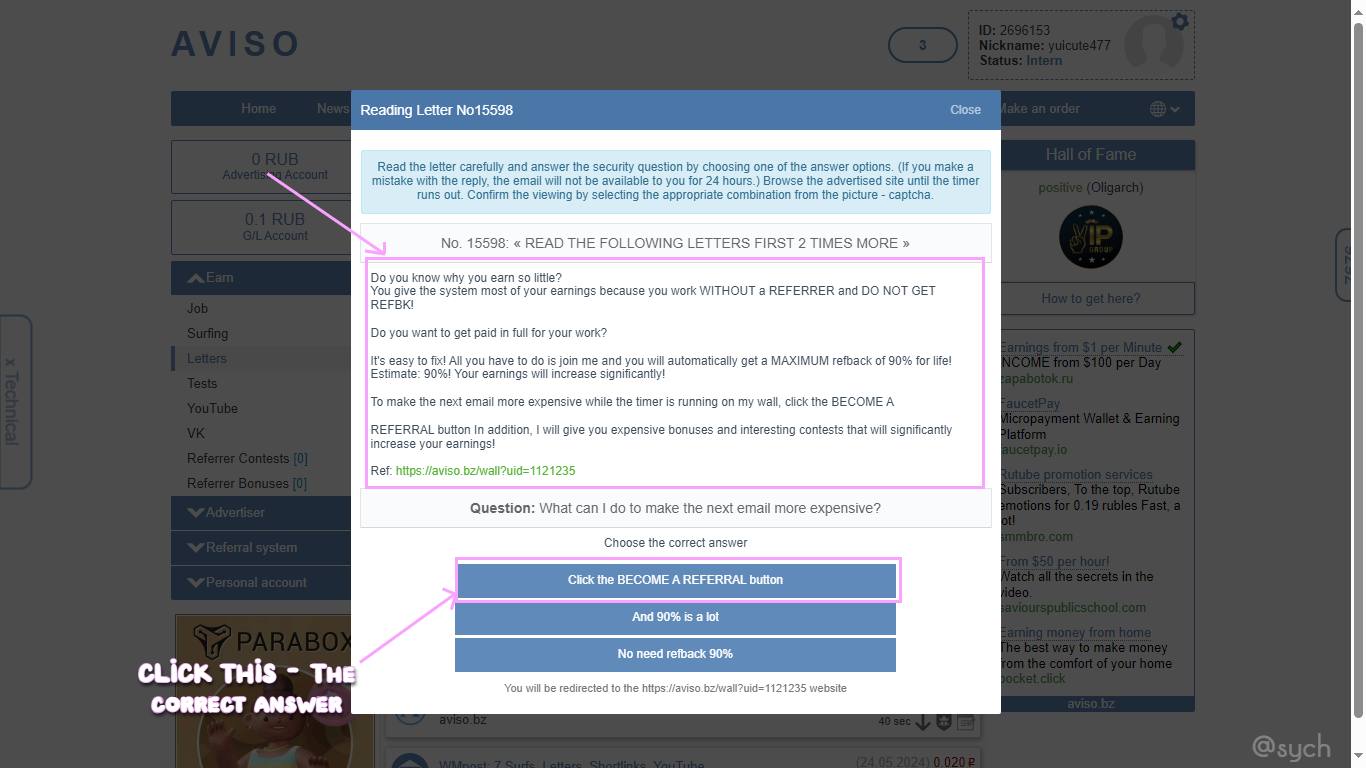 AVISO
3
ID: 2696153
Nickname: yuicute477
Status: Intern
Home
News
Make an order
Reading Letter No15598
Close
0 RUB
Advertising Account
0.1 RUB
G/L Account
Earn
Job
Surfing
Letters
Tests
YouTube
VK
Referrer Contests [0]
Referrer Bonuses [0]
Advertiser
Referral system
Personal account
x Technical
PARABOX
Read the letter carefully and answer the security question by choosing one of the answer options. (If you make a
mistake with the reply, the email will not be available to you for 24 hours.) Browse the advertised site until the timer
runs out. Confirm the viewing by selecting the appropriate combination from the picture - captcha.
No. 15598: « READ THE FOLLOWING LETTERS FIRST 2 TIMES MORE »
Do you know why you earn so little?
You give the system most of your earnings because you work WITHOUT a REFERRER and DO NOT GET
REFBK!
Do you want to get paid in full for your work?
It's easy to fix! All you have to do is join me and you will automatically get a MAXIMUM refback of 90% for life!
Estimate: 90%! Your earnings will increase significantly!
To make the next email more expensive while the timer is running on my wall, click the BECOME A
REFERRAL button In addition, I will give you expensive bonuses and interesting contests that will significantly
increase your earnings!
Ref: https://aviso.bz/wall?uid=1121235
Question: What can I do to make the next email more expensive?
Choose the correct answer
Click the BECOME A REFERRAL button
And 90% is a lot
No need refback 90%
You will be redirected to the https://aviso.bz/wall?uid=1121235 website
CLICK THIS - THE
CORRECT ANSWER
aviso.bz
40 sec
WMpost: 7 Surfs, Letters, Shortlinks, YouTube
(24.05.2024) 0.020 ₽
Hall of Fame
positive (Oligarch)
VIP
GROUP
How to get here?
Earnings from $1 per Minute
INCOME from $100 per Day
zapabotok.ru
FaucetPay
Micropayment Wallet & Earning
Platform
faucetpay.io
Rutube promotion services
Subscribers, To the top, Rutube
emotions for 0.19 rubles Fast, a
lot!
smmbro.com
From $50 per hour!
Watch all the secrets in the
video.
saviourspublicschool.com
Earning money from home
The best way to make money
from the comfort of your home
pocket.click
aviso.bz
@sych